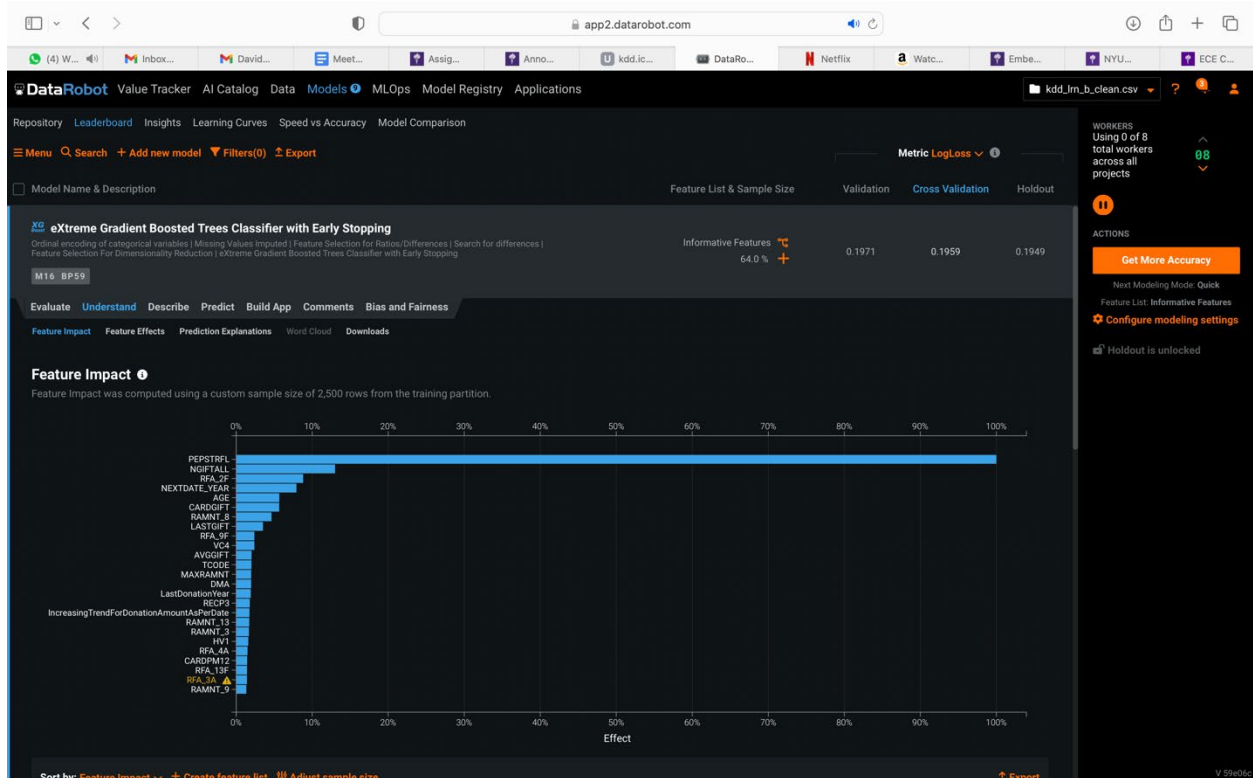 app2.datarobot.com
(4) W...
Inbox...
David...
Meet...
Assig...
Anno...
kdd.ic...
DataRo...
Netflix
Watc...
Embe...
NYU...
ECE C...
DataRobot Value Tracker AI Catalog Data Models 9 MLOps Model Registry Applications
kdd_lrn_b_clean.csv ? 3
Repository Leaderboard Insights Learning Curves Speed vs Accuracy Model Comparison
Menu Search + Add new model Filters(0) Export
Metric LogLoss
Model Name & Description Feature List & Sample Size Validation Cross Validation Holdout
XG eXtreme Gradient Boosted Trees Classifier with Early Stopping
Ordinal encoding of categorical variables | Missing Values Imputed | Feature Selection for Ratios/Differences | Search for differences |
Feature Selection For Dimensionality Reduction | eXtreme Gradient Boosted Trees Classifier with Early Stopping
Informative Features
64.0 % + 0.1971 0.1959 0.1949
M16 BP59
Evaluate Understand Describe Predict Build App Comments Bias and Fairness
Feature Impact Feature Effects Prediction Explanations Word Cloud Downloads
Feature Impact
Feature Impact was computed using a custom sample size of 2,500 rows from the training partition.
0% 10% 20% 30% 40% 50% 60% 70% 80% 90% 100%
PEPSTRFL
NGIFTALL
RFA_2F
NEXTDATE_YEAR
AGE
CARDGIFT
RAMNT_8
LASTGIFT
RFA_9F
VC4
AVGGIFT
TCODE
MAXRAMNT
DMA
LastDonationYear
RECP3
IncreasingTrendForDonationAmountAsPerDate
RAMNT_13
RAMNT_3
HV1
RFA_4A
CARDPM12
RFA_13F
RFA_3A
RAMNT_9
0% 10% 20% 30% 40% 50% 60% 70% 80% 90% 100%
Effect
Sort by: Feature Impact + Create feature list Adjust sample size Export
WORKERS
Using 0 of 8
total workers
across all
projects
08
ACTIONS
Get More Accuracy
Next Modeling Mode: Quick
Feature List: Informative Features
Configure modeling settings
Holdout is unlocked
V 59e06c